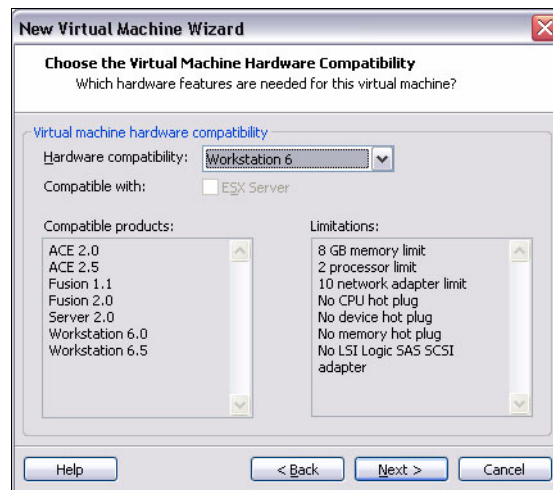 New Virtual Machine Wizard
Choose the Virtual Machine Hardware Compatibility
Which hardware features are needed for this virtual machine?
Virtual machine hardware compatibility
Hardware compatibility: Workstation 6
Compatible with: ESX Server
Compatible products:
ACE 2.0
ACE 2.5
Fusion 1.1
Fusion 2.0
Server 2.0
Workstation 6.0
Workstation 6.5
Limitations:
8 GB memory limit
2 processor limit
10 network adapter limit
No CPU hot plug
No device hot plug
No memory hot plug
No LSI Logic SAS SCSI
adapter
Help < Back Next > Cancel